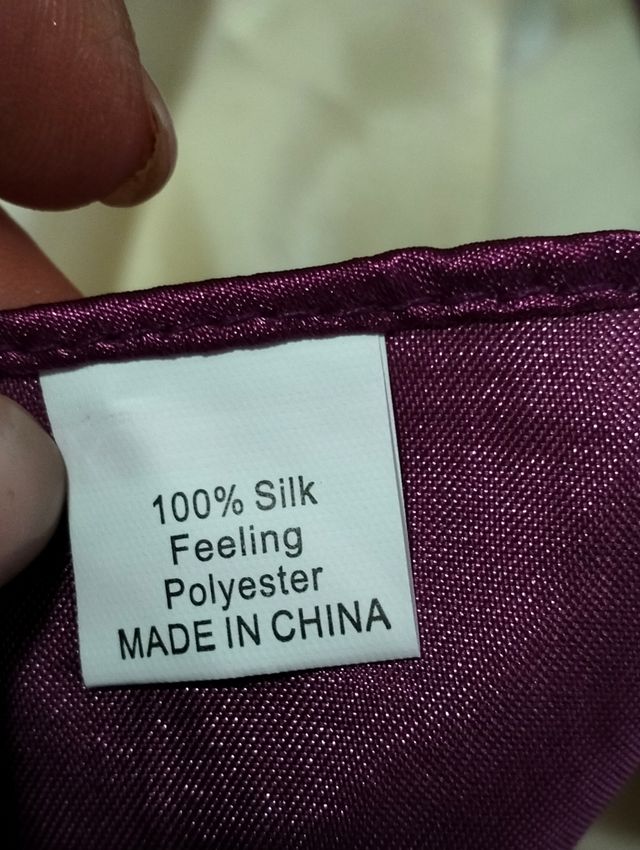 100% Silk
Feeling
Polyester
MADE IN CHINA